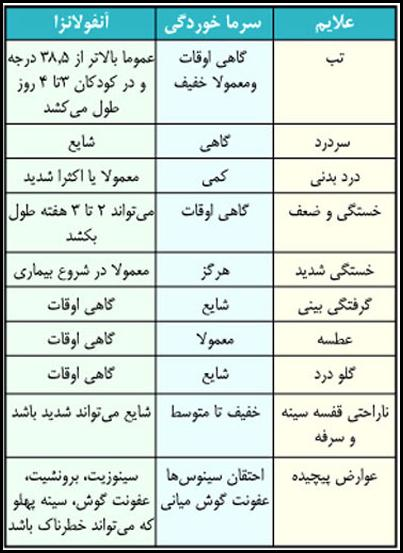 علایم سرما خوردگی آنفولانزا
تب گاهی اوقات عموما بالاتر از ۳۸,۵ درجه
ومعمولا خفیف و در کودکان ۳تا ۴ روز
طول می‌کشد
سردرد گاهی شایع
درد بدنی کمی معمولا یا اکثرا شدید
خستگی و ضعف گاهی اوقات می‌تواند ۲ تا ۳ هفته طول
بکشد
خستگی شدید هرگز معمولا در شروع بیماری
گرفتگی بینی شایع گاهی اوقات
عطسه معمولا گاهی اوقات
گلو درد شایع گاهی اوقات
ناراحتی قفسه سینه خفیف تا متوسط شایع می‌تواند شدید باشد
و سرفه
عوارض پیچیده احتقان سینوس‌ها سینوزیت، برونشیت،
عفونت گوش میانی عفونت گوش، سینه پهلو
که می‌تواند خطرناک باشد